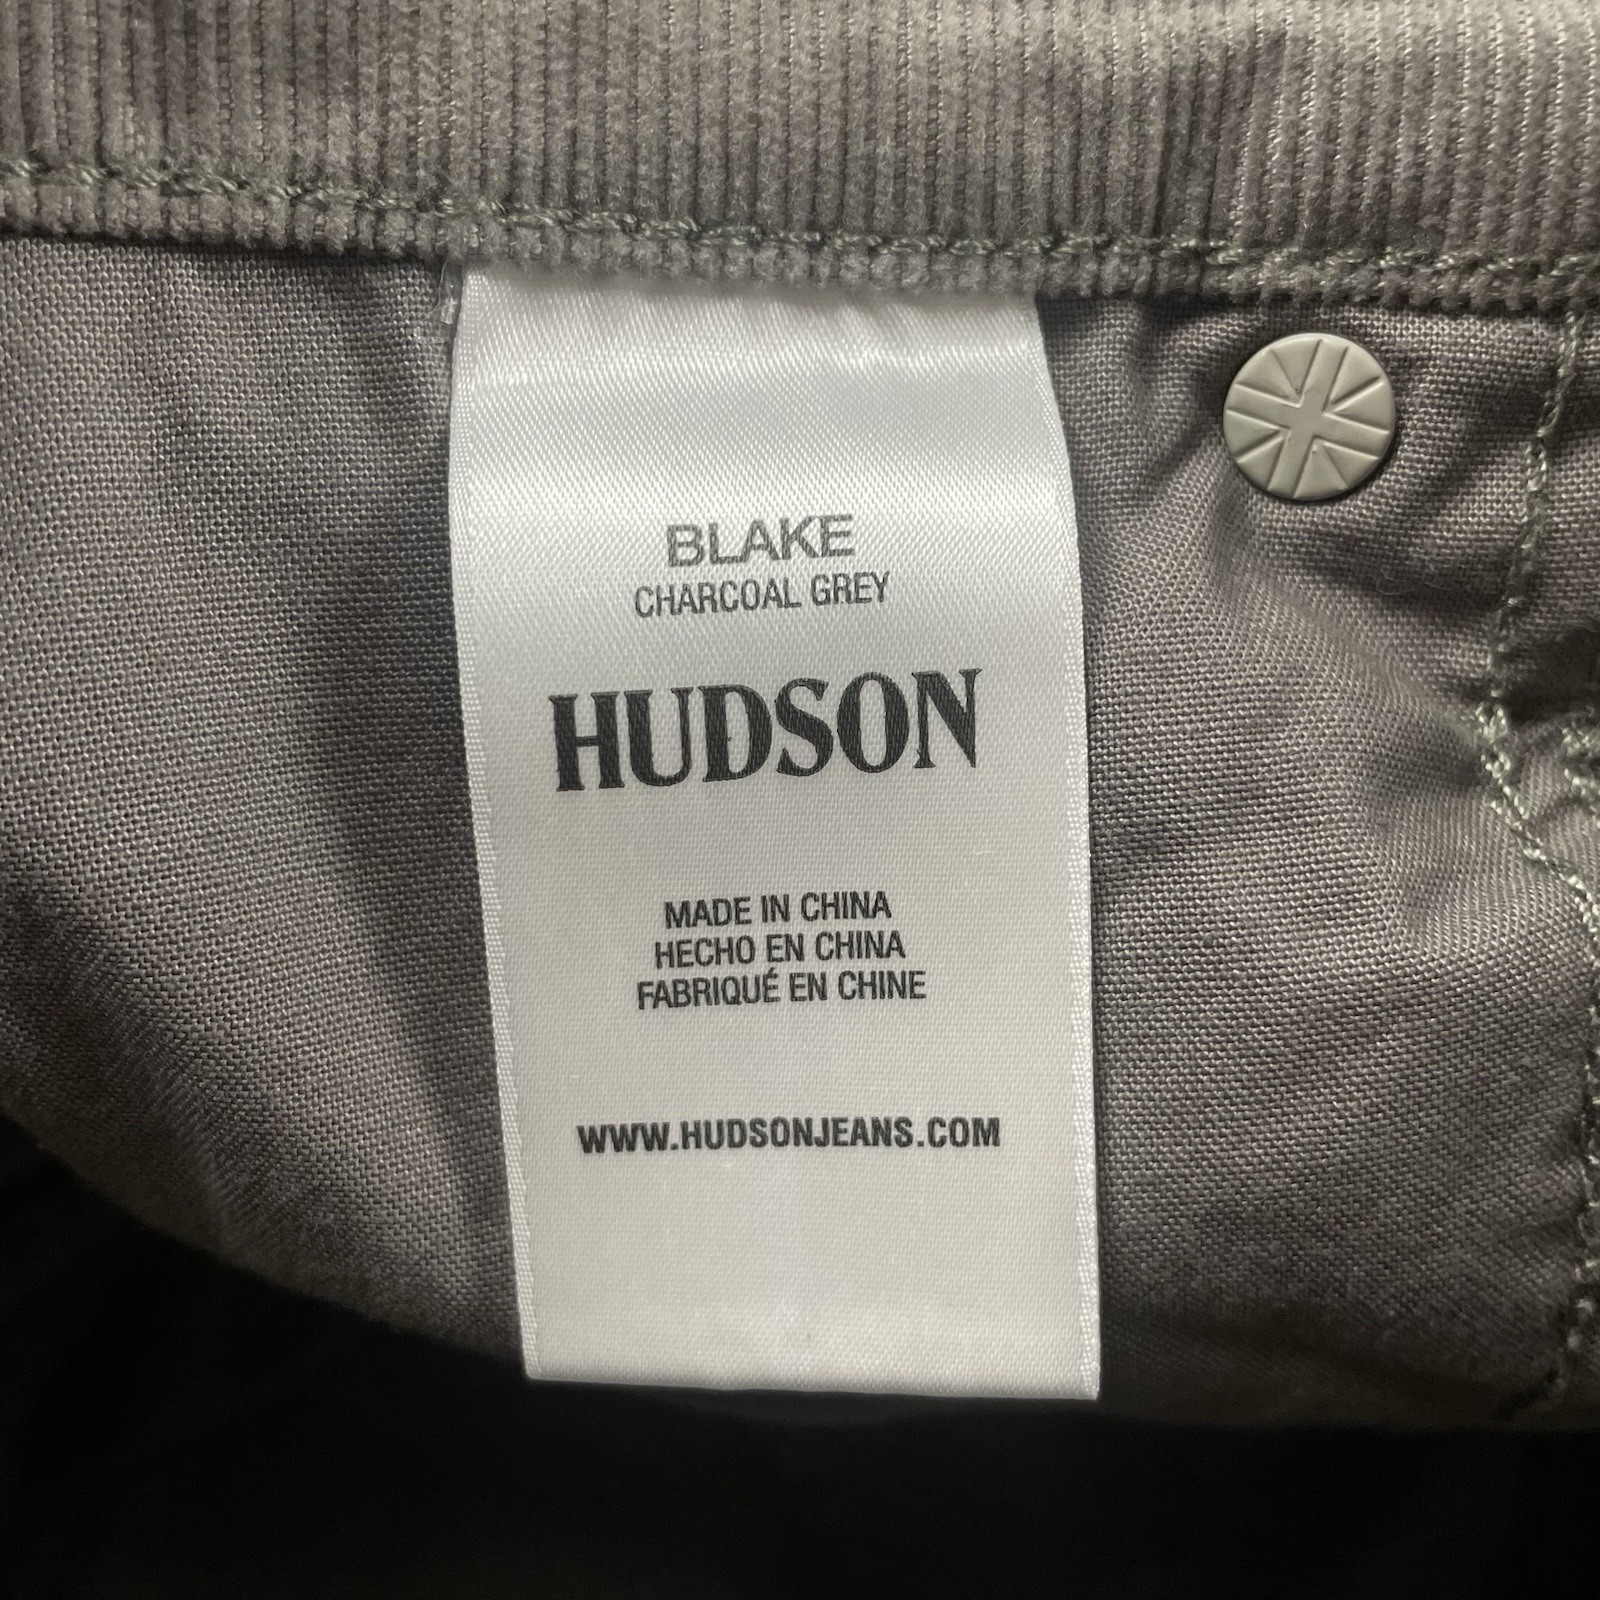 BLAKE
CHARCOAL GREY
HUDSON
MADE IN CHINA
HECHO EN CHINA
FABRIQUÉ EN CHINE
WWW.HUDSONJEANS.COM